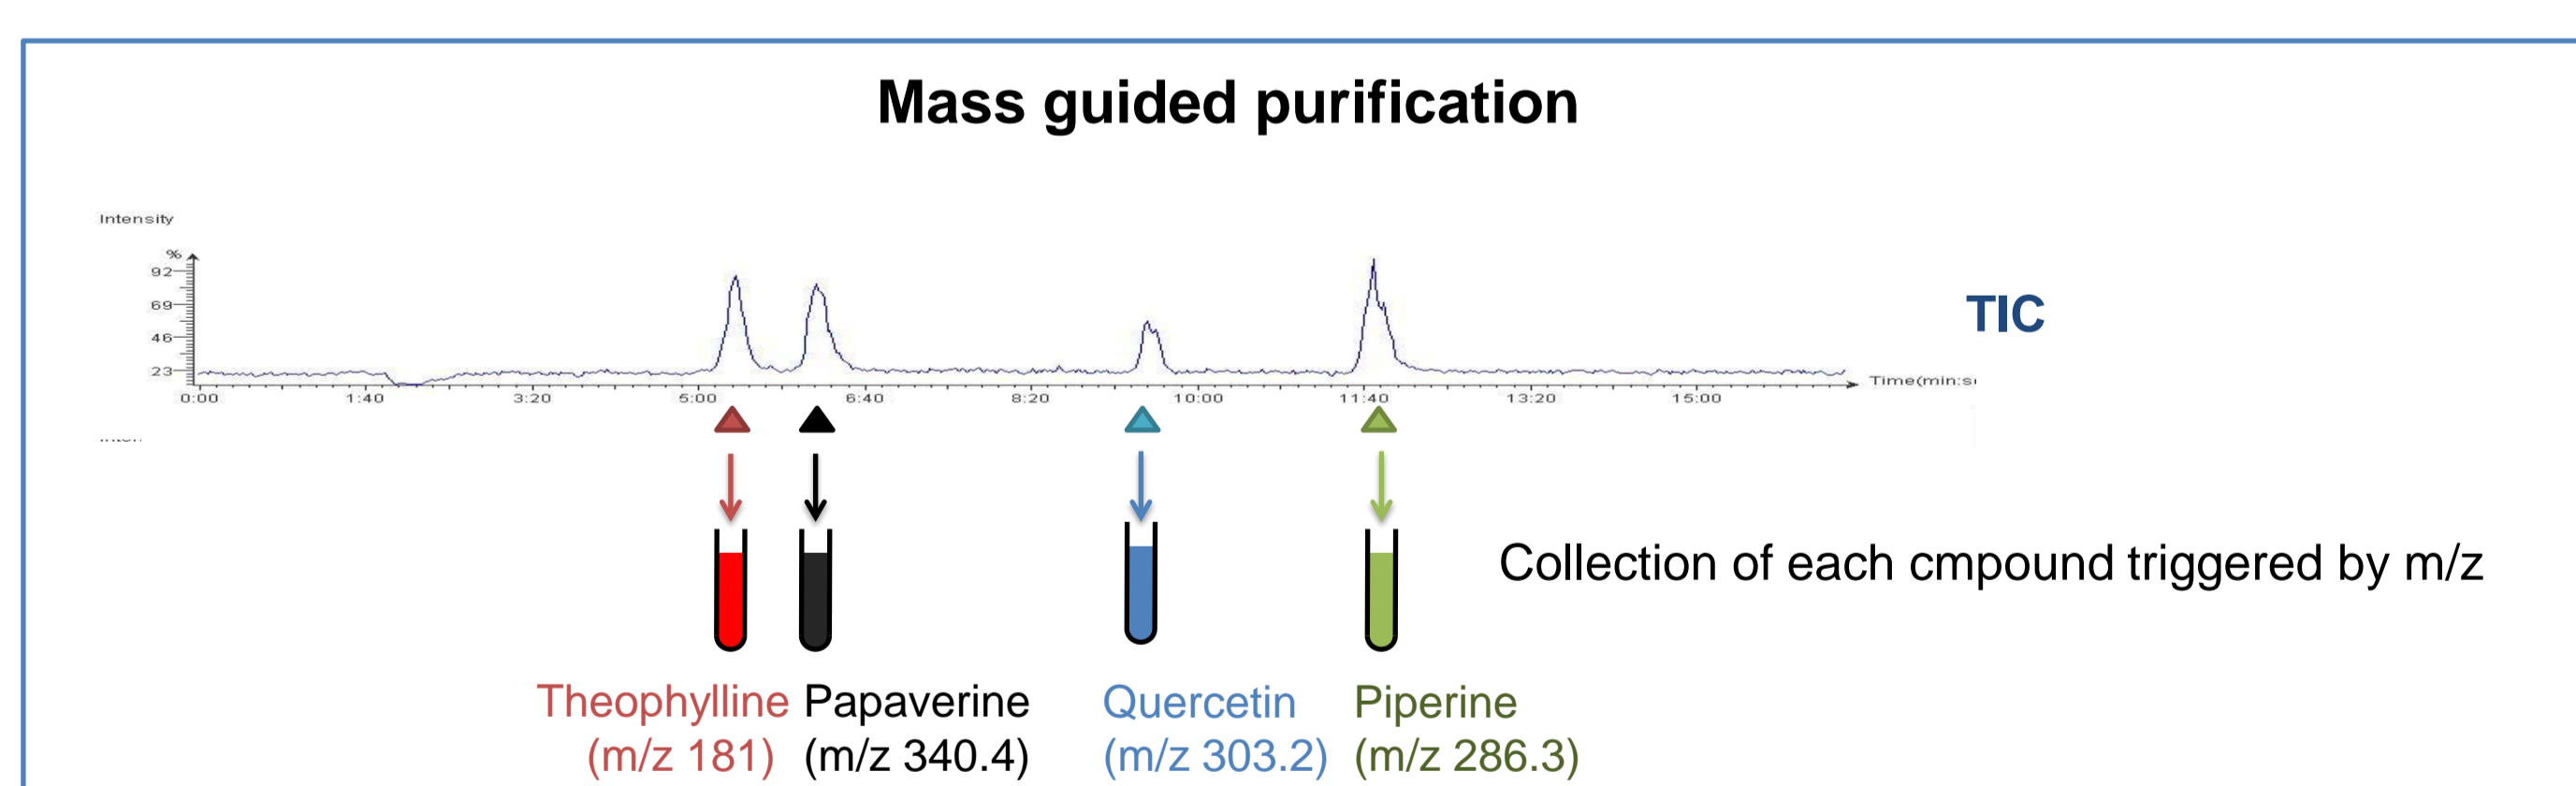 Mass guided purification
Intensity
%
92
69
46
23
0:00 1:40 3:20 5:00 6:40 8:20 10:00 11:40 13:20 15:00
TIC
Collection of each cmpound triggered by m/z
Theophylline Papaverine Quercetin Piperine
(m/z 181) (m/z 340.4) (m/z 303.2) (m/z 286.3)